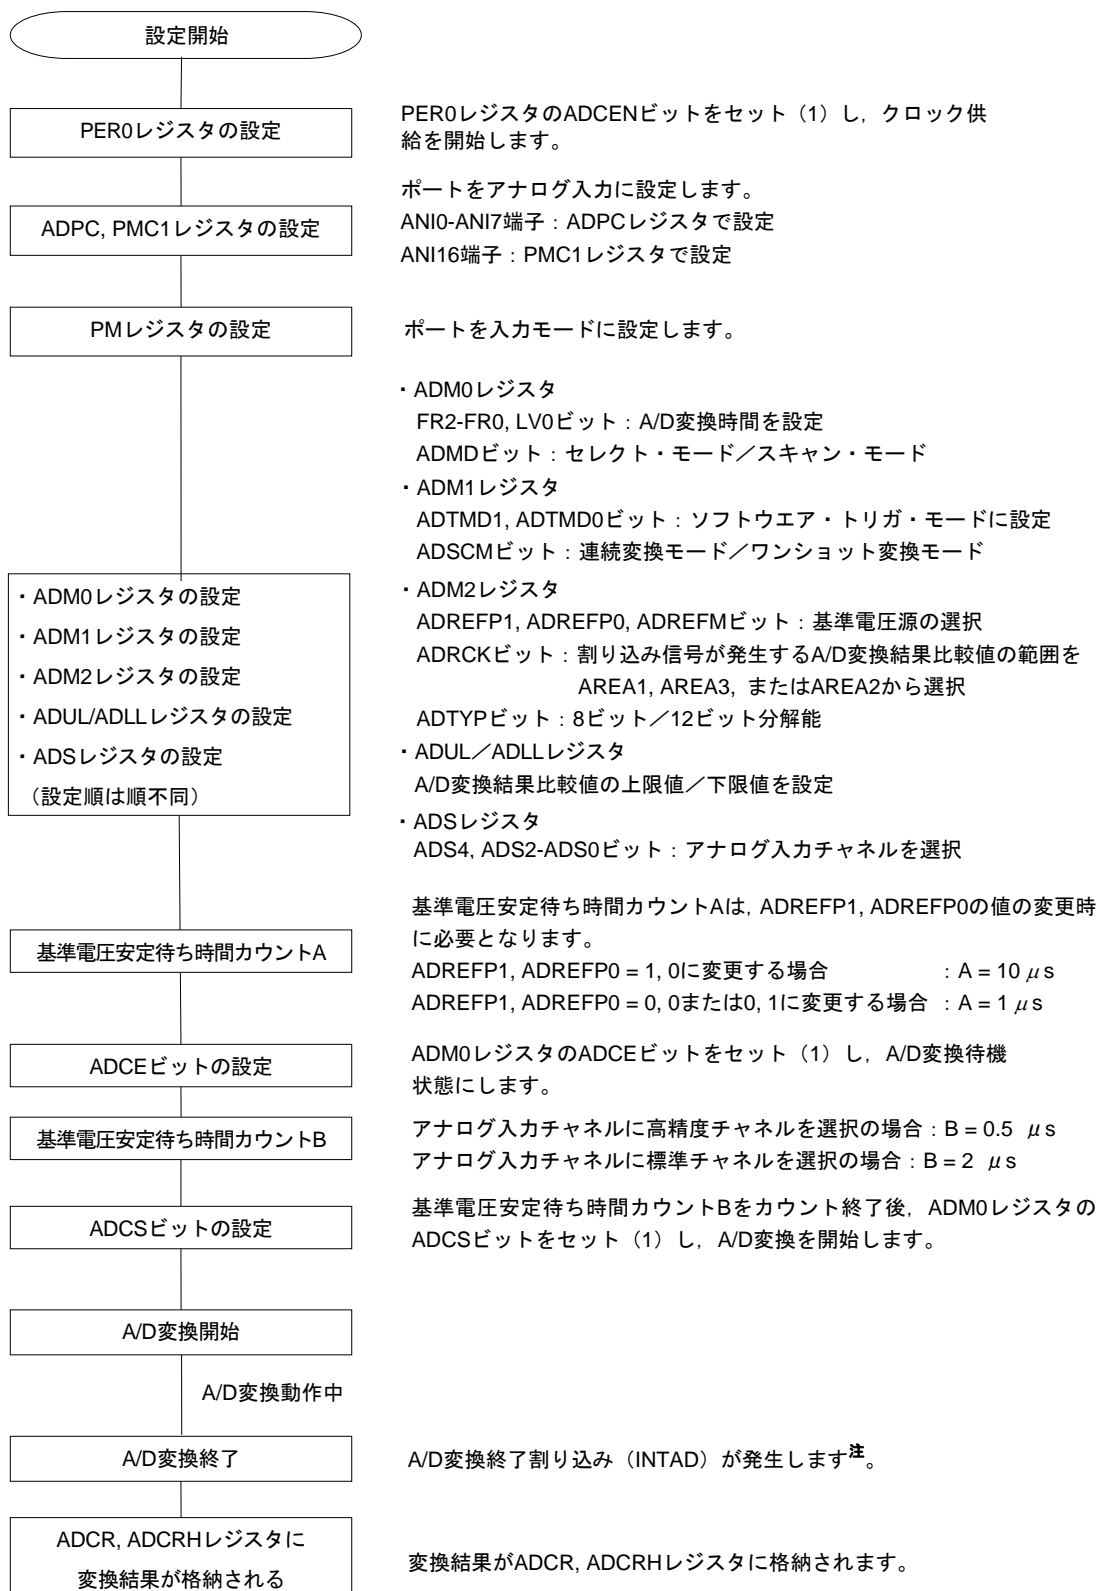 設定開始
PER0レジスタの設定
PER0レジスタのADCENビットをセット（1）し，クロック供
給を開始します。
ADPC, PMC1レジスタの設定
ポートをアナログ入力に設定します。
ANI0-ANI7端子：ADPCレジスタで設定
ANI16端子：PMC1レジスタで設定
PMレジスタの設定
ポートを入力モードに設定します。
・ADM0レジスタの設定
・ADM1レジスタの設定
・ADM2レジスタの設定
・ADUL/ADLLレジスタの設定
・ADSレジスタの設定
（設定順は順不同）
・ADM0レジスタ
FR2-FR0, LV0ビット：A/D変換時間を設定
ADMDビット：セレクト・モード／スキャン・モード
・ADM1レジスタ
ADTMD1, ADTMD0ビット：ソフトウエア・トリガ・モードに設定
ADSCMビット：連続変換モード／ワンショット変換モード
・ADM2レジスタ
ADREFP1, ADREFP0, ADREFMビット：基準電圧源の選択
ADRCKビット：割り込み信号が発生するA/D変換結果比較値の範囲を
AREA1, AREA3, またはAREA2から選択
ADTYPビット：8ビット／12ビット分解能
・ADUL／ADLLレジスタ
A/D変換結果比較値の上限値／下限値を設定
・ADSレジスタ
ADS4, ADS2-ADS0ビット：アナログ入力チャネルを選択
基準電圧安定待ち時間カウントA
基準電圧安定待ち時間カウントAは, ADREFP1, ADREFP0の値の変更時
に必要となります。
ADREFP1, ADREFP0 = 1, 0に変更する場合 ：A = 10 μs
ADREFP1, ADREFP0 = 0, 0または0, 1に変更する場合 ：A = 1 μs
ADCEビットの設定
ADM0レジスタのADCEビットをセット（1）し，A/D変換待機
状態にします。
基準電圧安定待ち時間カウントB
アナログ入力チャネルに高精度チャネルを選択の場合：B = 0.5 μs
アナログ入力チャネルに標準チャネルを選択の場合：B = 2 μs
ADCSビットの設定
基準電圧安定待ち時間カウントBをカウント終了後，ADM0レジスタの
ADCSビットをセット（1）し，A/D変換を開始します。
A/D変換開始
A/D変換動作中
A/D変換終了
A/D変換終了割り込み（INTAD）が発生します注。
ADCR, ADCRHレジスタに
変換結果が格納される
変換結果がADCR, ADCRHレジスタに格納されます。